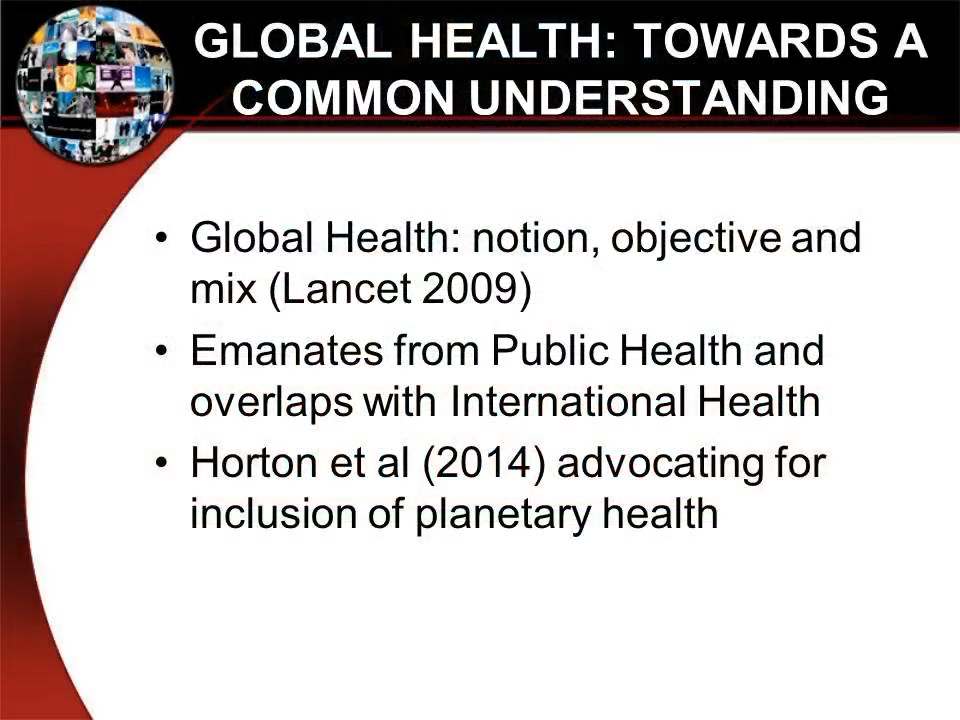 GLOBAL HEALTH: TOWARDS A
COMMON UNDERSTANDING
• Global Health: notion, objective and
mix (Lancet 2009)
• Emanates from Public Health and
overlaps with International Health
• Horton et al (2014) advocating for
inclusion of planetary health